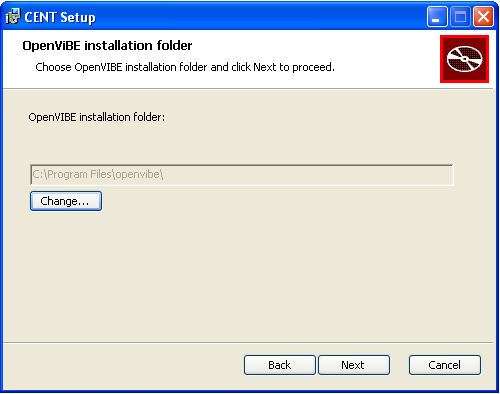 CENT Setup
OpenViBE installation folder
Choose OpenVIBE installation folder and click Next to proceed.
OpenVIBE installation folder:
C:\Program Files\openvibe\
Change...
Back Next Cancel